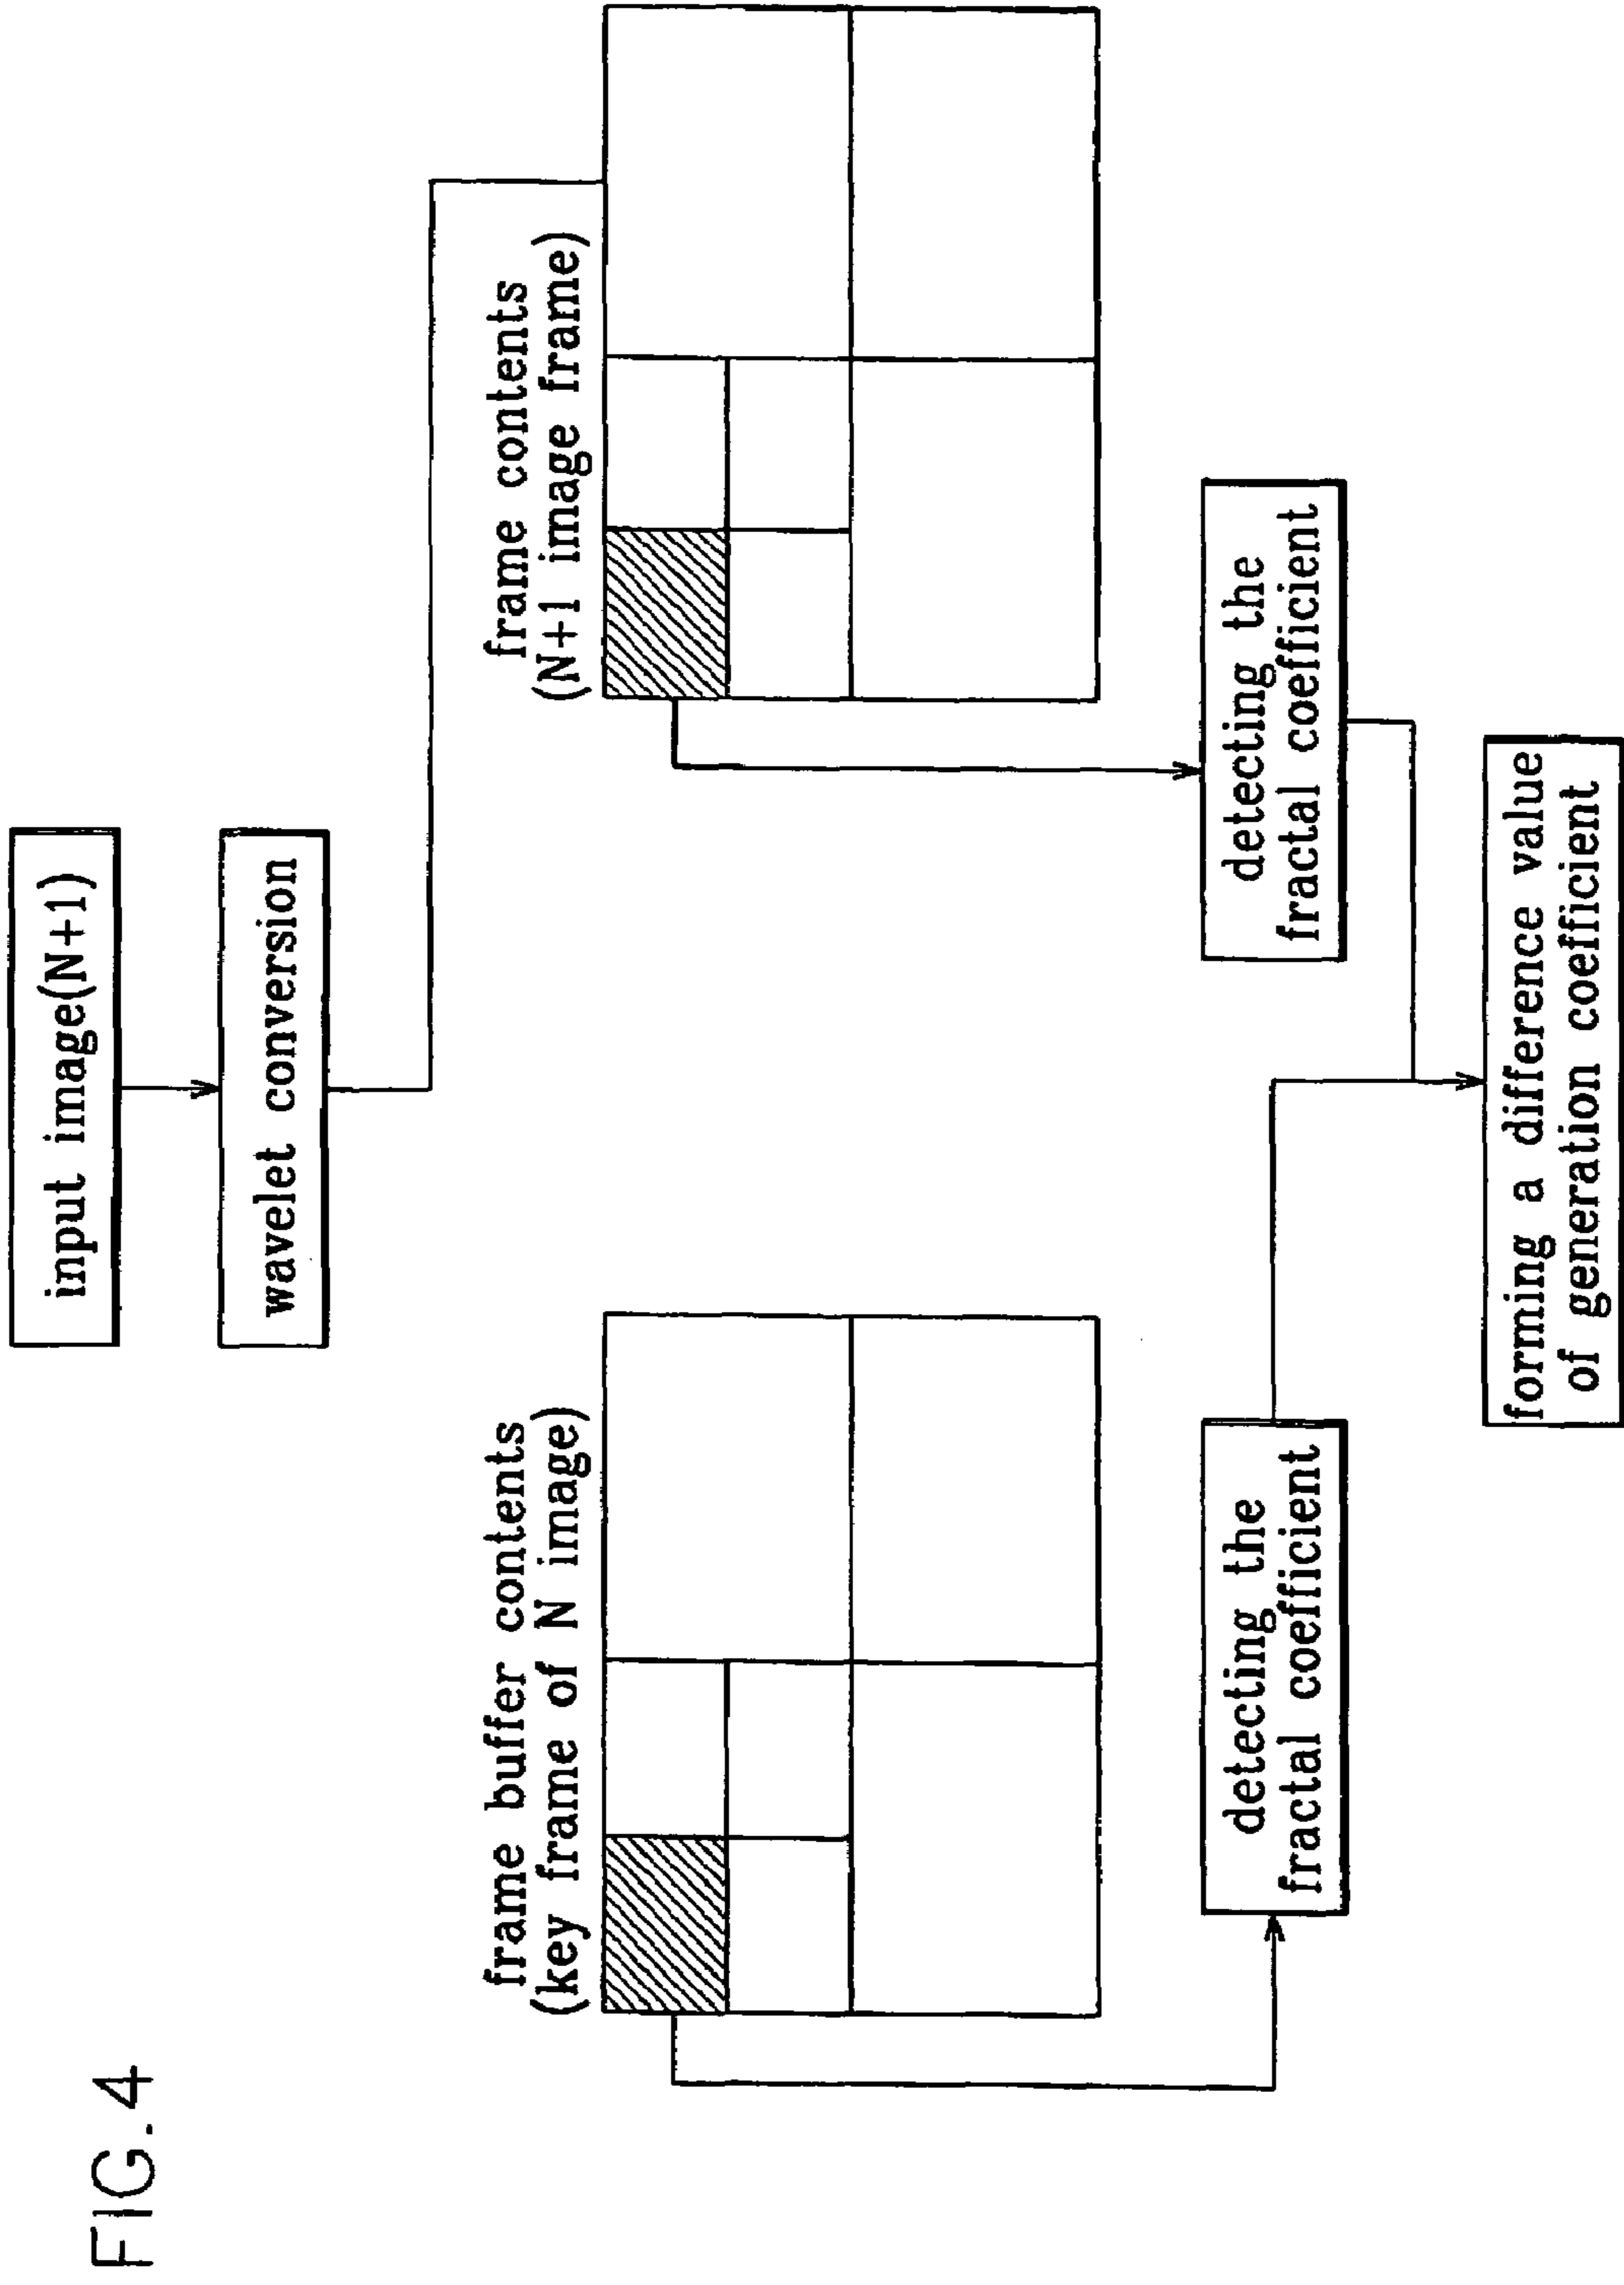 FIG.4
input image(N+1)
wavelet conversion
frame buffer contents
(key frame of N image)
frame contents
(N+1 image frame)
detecting the
fractal coefficient
detecting the
fractal coefficient
forming a difference value
of generation coefficient